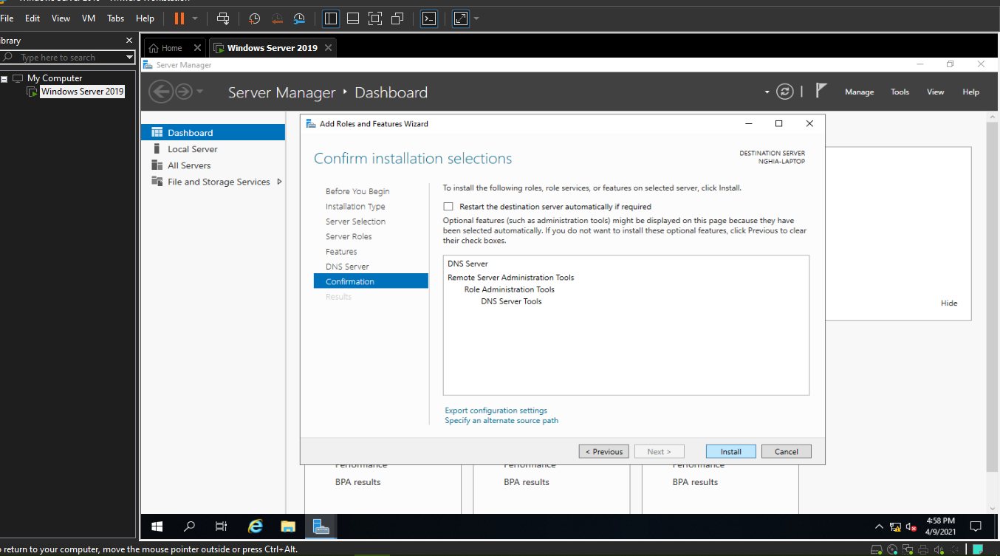 File Edit View VM Tabs Help
Type here to search
My Computer
Windows Server 2019
Home
Windows Server 2019
Server Manager
Server Manager
Dashboard
Manage Tools View Help
Dashboard
Local Server
All Servers
File and Storage Services
Add Roles and Features Wizard
Confirm installation selections
DESTINATION SERVER
NGHIA-LAPTOP
Before You Begin
Installation Type
Server Selection
Server Roles
Features
DNS Server
Confirmation
Results
To install the following roles, role services, or features on selected server, click Install.
Restart the destination server automatically if required
Optional features (such as administration tools) might be displayed on this page because they have
been selected automatically. If you do not want to install these optional features, click Previous to clear
their check boxes.
DNS Server
Remote Server Administration Tools
Role Administration Tools
DNS Server Tools
Export configuration settings
Specify an alternate source path
< Previous Next > Install Cancel
Hide
Performance Performance Performance
BPA results BPA results BPA results
4:58 PM
4/9/2021
return to your computer, move the mouse pointer outside or press Ctrl+Alt.